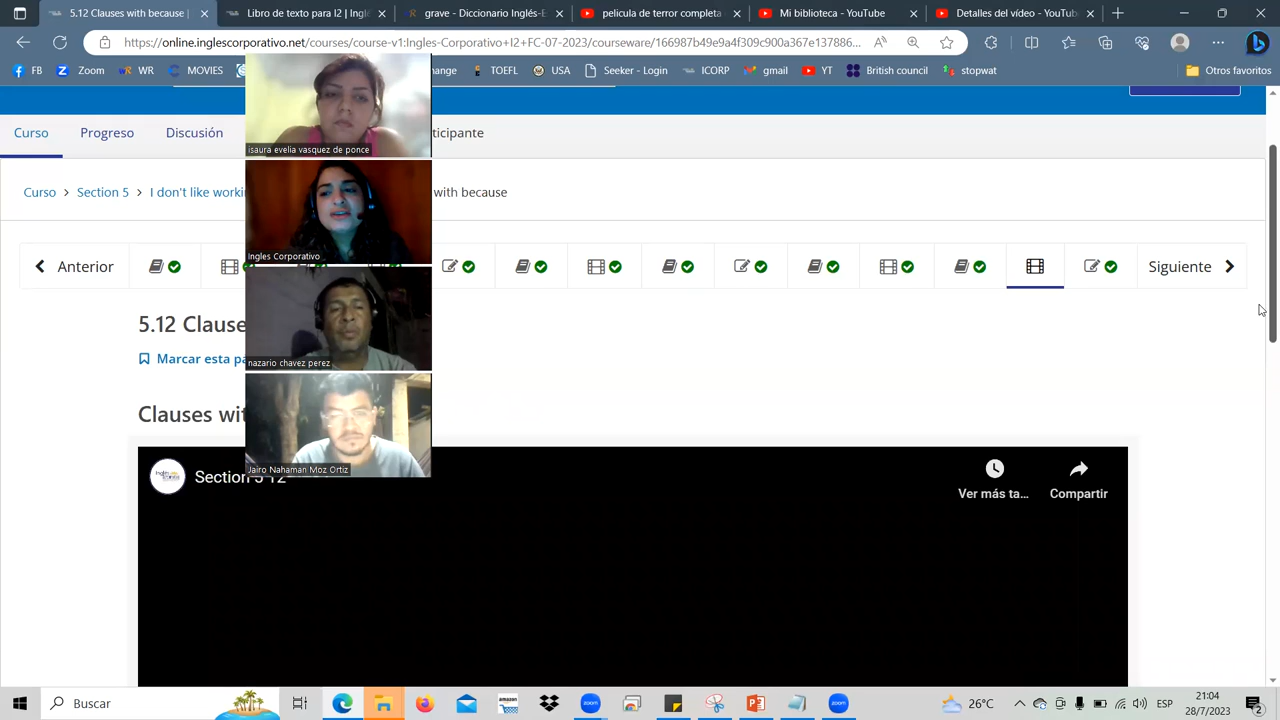 5.12 Clauses with because |
Libro de texto I2 | Ingl
grave - Diccionario Inglés-E
pelicula de terror completa
Mi biblioteca - YouTube
Detalles del vídeo - YouTub
https://online.inglescorporativo.net/courses/course-v1:Ingles-Corporativo+I2+FC-07-2023/courseware/166987b49e9a4f309c900a367e137886...
FB
Zoom
WR
MOVIES
nge
TOEFL
USA
Seeker - Login
ICORP
gmail
YT
British council
stopwat
Otros favoritos
Curso
Progreso
Discusión
ticipante
Curso > Section 5 > I don't like worki
with because
Anterior
Siguiente
5.12 Clause
Marcar esta pa
Clauses wit
Section 5 12
Ver más ta...
Compartir
isaura evelia vasquez de ponce
Ingles Corporativo
nazario chavez perez
Jairo Nahaman Moz Ortiz
Buscar
26°C
ESP
21:04
28/7/2023
2